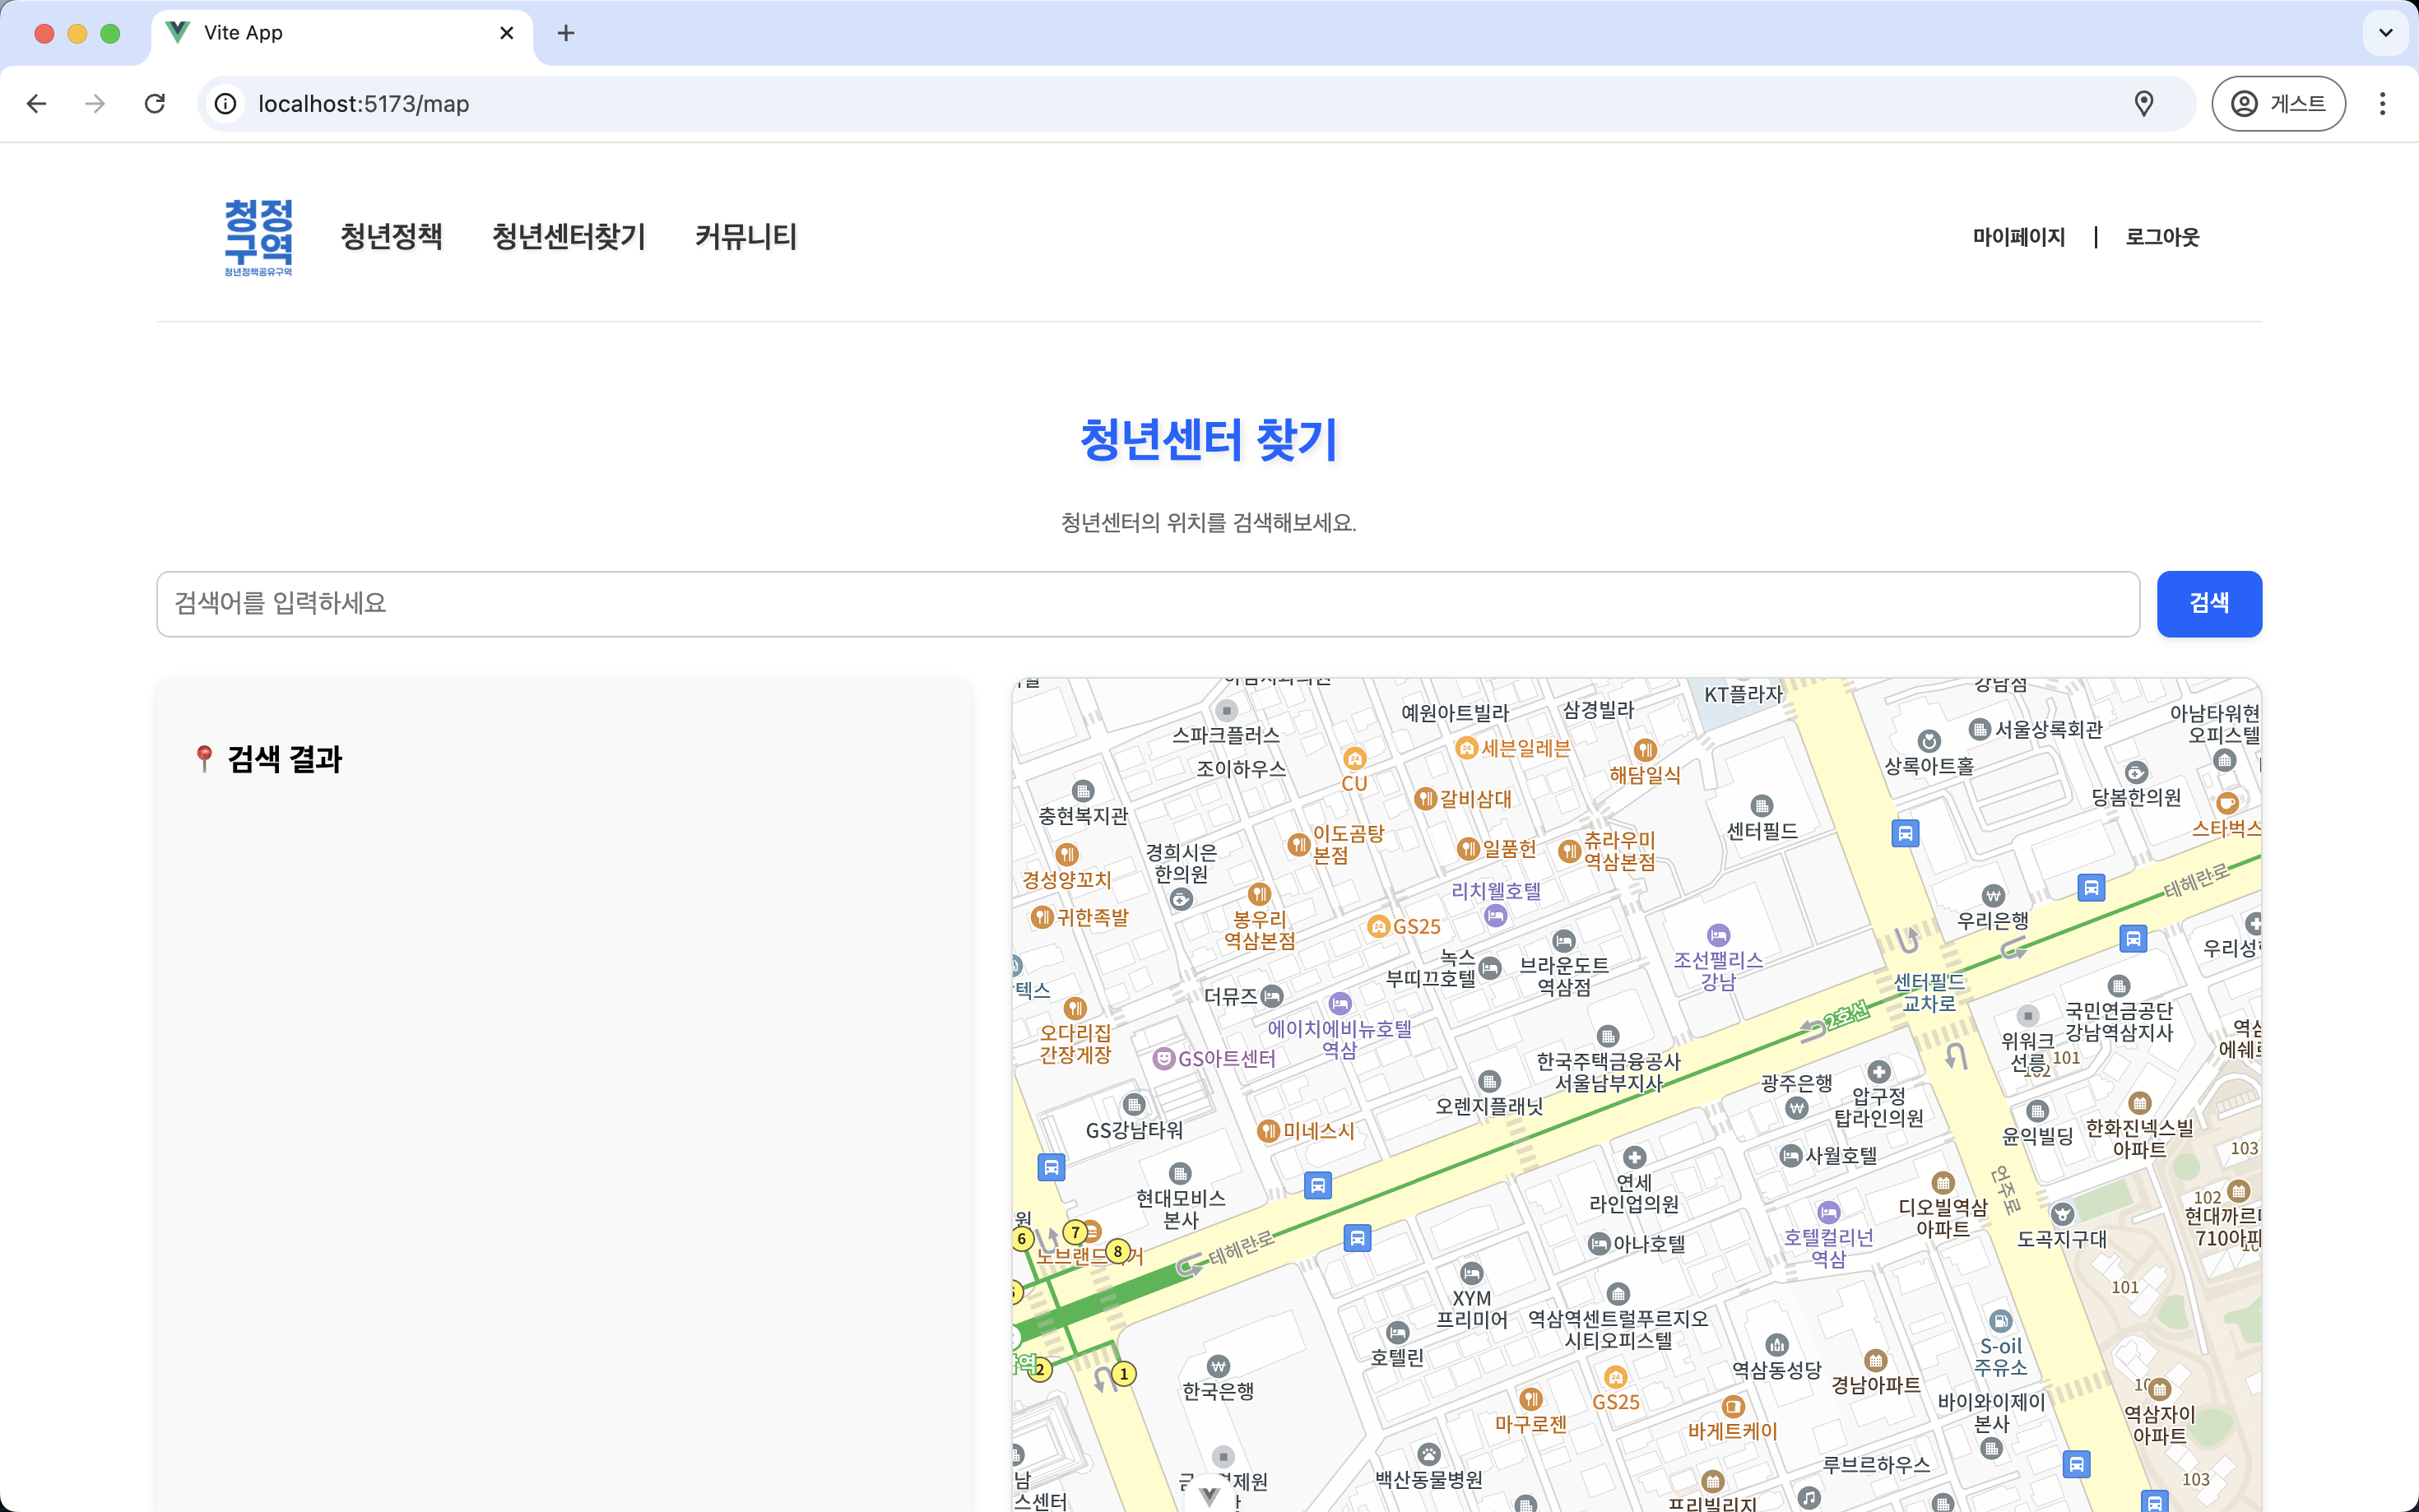 Vite App
localhost:5173/map
게스트
청정
구역
청년정책공유구역
청년정책
청년센터찾기
커뮤니티
마이페이지
로그아웃
청년센터 찾기
청년센터의 위치를 검색해보세요.
검색어를 입력하세요
검색
검색 결과
KT플라자
강남점
예원아트빌라
삼경빌라
스파크플러스
조이하우스
CU
세븐일레븐
해담일식
갈비삼대
충현복지관
센터필드
상록아트홀
서울상록회관
아남타워현
오피스텔
당봄한의원
스타벅스
이도곰탕
본점
일품헌
츄라우미
역삼본점
경희시은
한의원
경성양꼬치
귀한족발
봉우리
역삼본점
GS25
리치웰호텔
녹스
부띠끄호텔
브라운도트
역삼점
조선팰리스
강남
우리은행
테헤란로
센터필드
교차로
2호선
더뮤즈
에이치에비뉴호텔
역삼
텍스
오다리집
간장게장
GS아트센터
한국주택금융공사
서울남부지사
오렌지플래닛
광주은행
압구정
탑라인의원
위워크
선릉
101
102
국민연금공단
강남역삼지사
역삼
GS강남타워
미네스시
사월호텔
윤익빌딩
한화진넥스빌
아파트
103
현대모비스
본사
연세
라인업의원
호텔컬리넌
역삼
디오빌역삼
아파트
언주로
도곡지구대
102
710아파
6
7
8
테헤란로
아나호텔
XYM
프리미어
역삼역센트럴푸르지오
시티오피스텔
호텔린
101
S-oil
주유소
역삼동성당
경남아파트
2
1
한국은행
GS25
마구로젠
바게트케이
바이와이제이
본사
역삼자이
아파트
백산동물병원
루브르하우스
프리빌리지
103
스센터